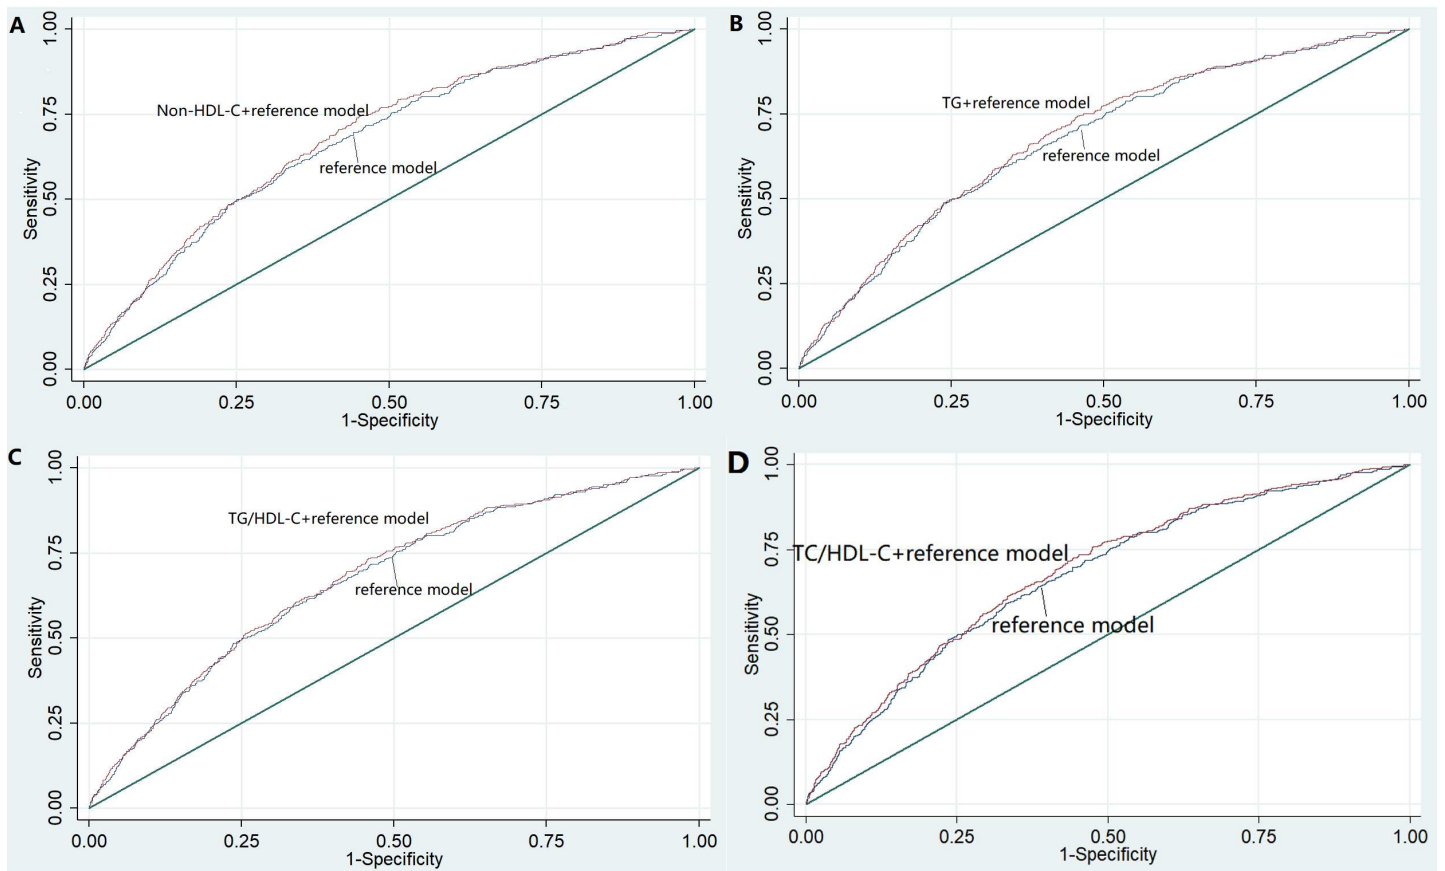 A
1.00
0.75
0.50
0.25
0.00
Sensitivity
Non-HDL-C+reference model
reference model
0.00 0.25 0.50 0.75 1.00
1-Specificity
B
1.00
0.75
0.50
0.25
0.00
Sensitivity
TG+reference model
reference model
0.00 0.25 0.50 0.75 1.00
1-Specificity
C
1.00
0.75
0.50
0.25
0.00
Sensitivity
TG/HDL-C+reference model
reference model
0.00 0.25 0.50 0.75 1.00
1-Specificity
D
1.00
0.75
0.50
0.25
0.00
Sensitivity
TC/HDL-C+reference model
reference model
0.00 0.25 0.50 0.75 1.00
1-Specificity